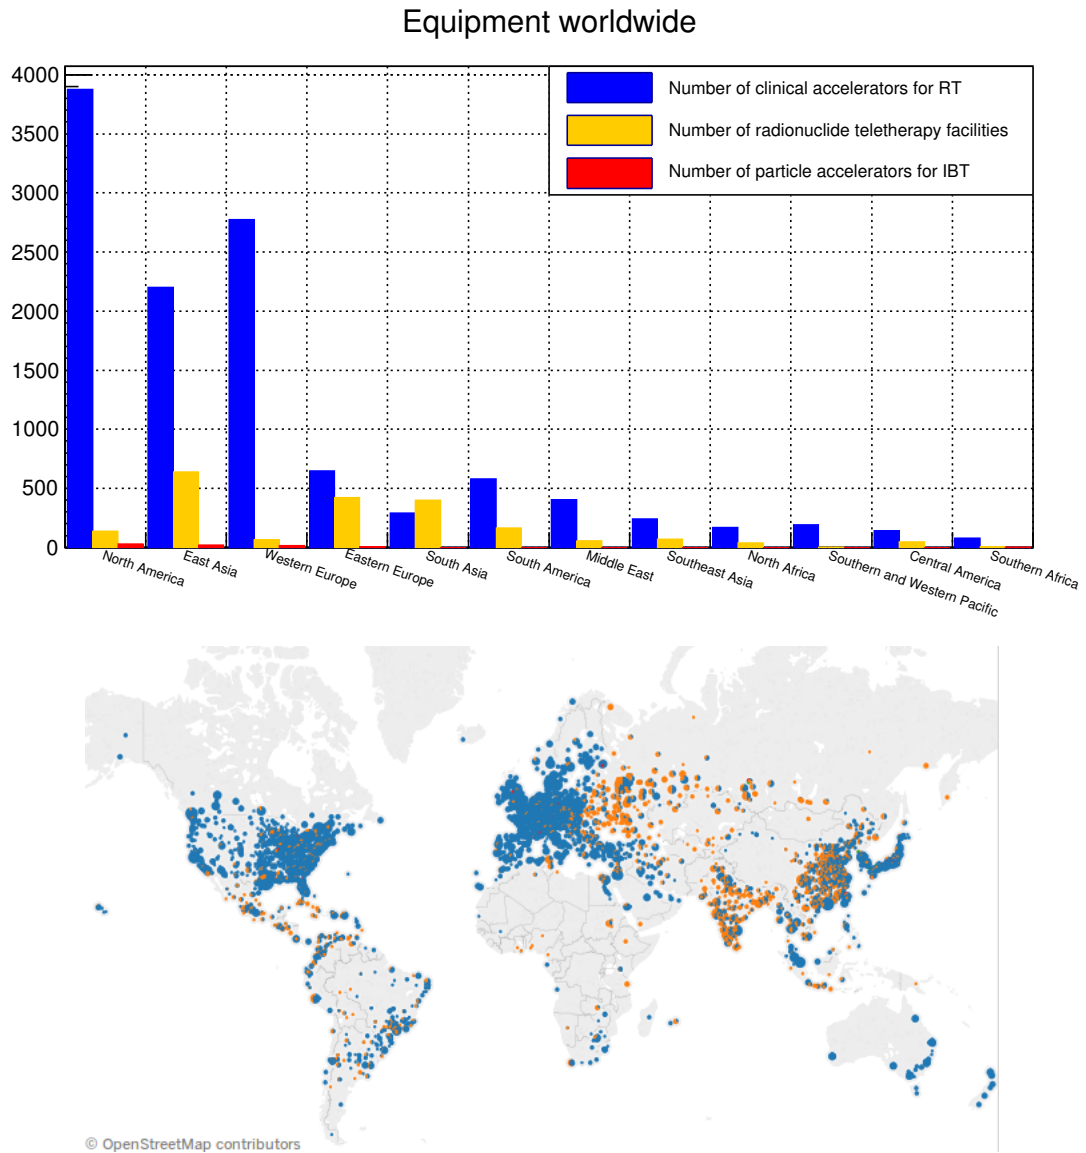 Equipment worldwide
4000
3500
3000
2500
2000
1500
1000
500
0
Number of clinical accelerators for RT
Number of radionuclide teletherapy facilities
Number of particle accelerators for IBT
North America
East Asia
Western Europe
Eastern Europe
South Asia
South America
Middle East
Southeast Asia
North Africa
Southern and Western Pacific
Central America
Southern Africa
© OpenStreetMap contributors